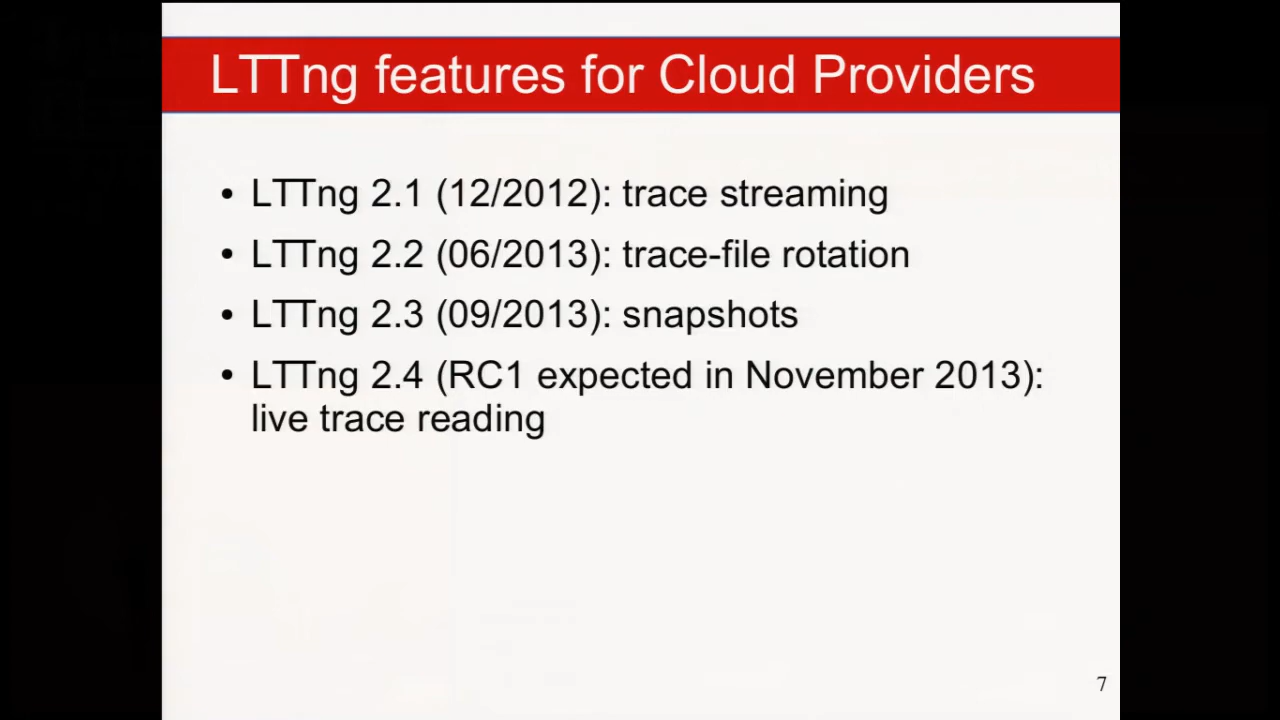 LTTng features for Cloud Providers
• LTTng 2.1 (12/2012): trace streaming
• LTTng 2.2 (06/2013): trace-file rotation
• LTTng 2.3 (09/2013): snapshots
• LTTng 2.4 (RC1 expected in November 2013):
live trace reading
7